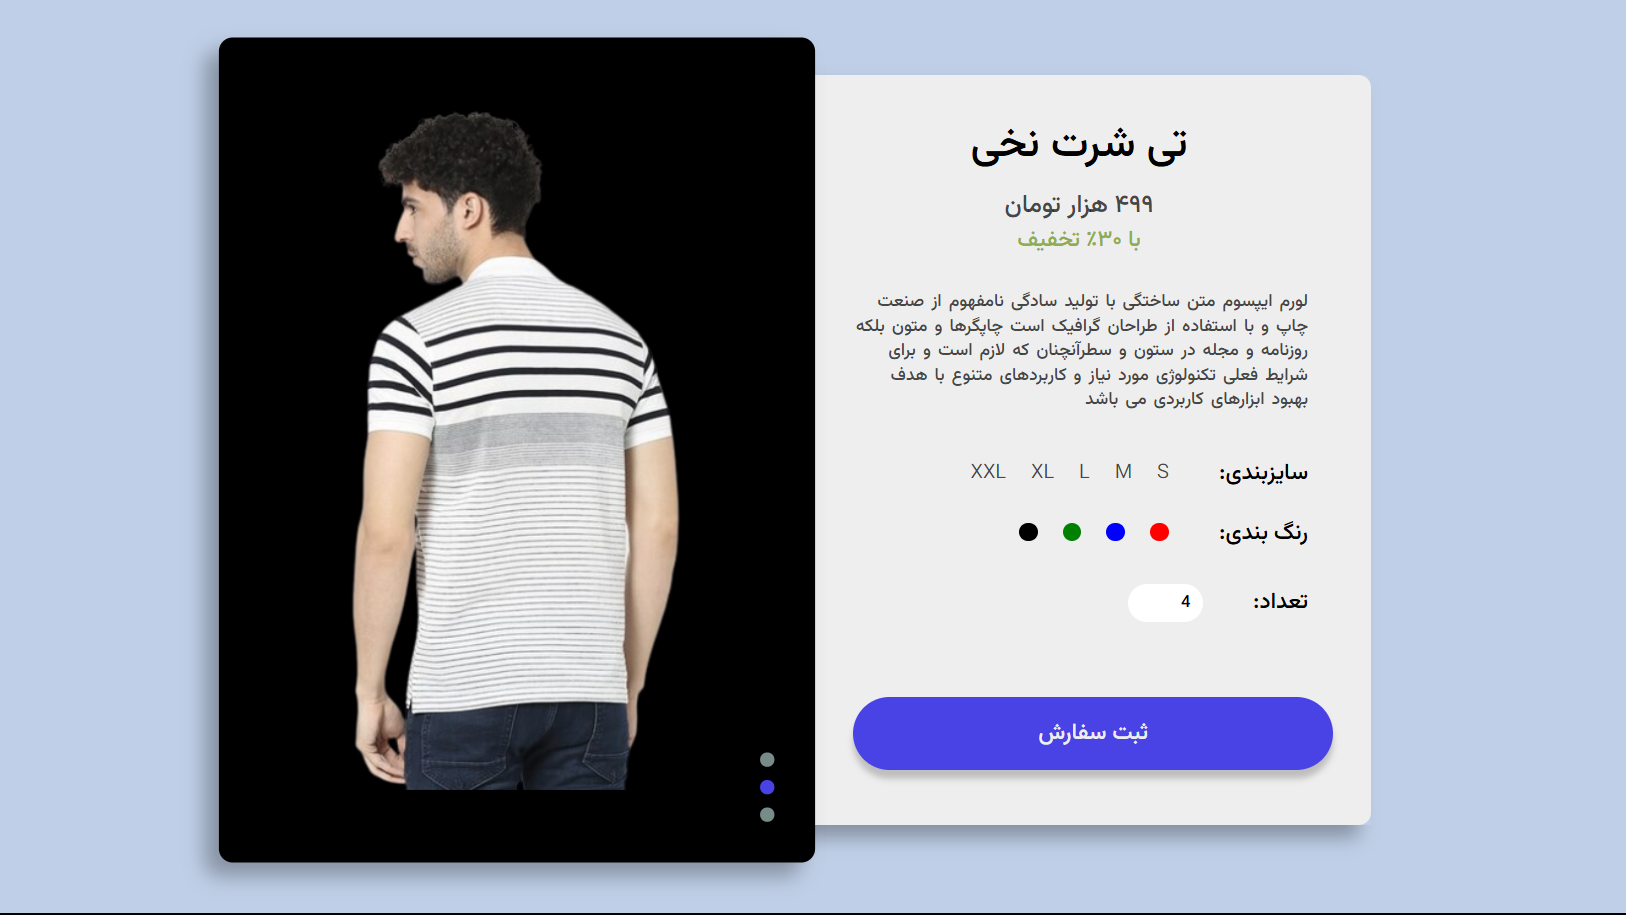 تی شرت نخی
۴۹۹ هزار تومان
با ۳۰٪ تخفیف
لورم ایپسوم متن ساختگی با تولید سادگی نامفهوم از صنعت
چاپ و با استفاده از طراحان گرافیک است چاپگرها و متون بلکه
روزنامه و مجله در ستون و سطرآنچنان که لازم است و برای
شرایط فعلی تکنولوژی مورد نیاز و کاربردهای متنوع با هدف
بهبود ابزارهای کاربردی می باشد
سایزبندی: S M L XL XXL
رنگ بندی:
تعداد: 4
ثبت سفارش